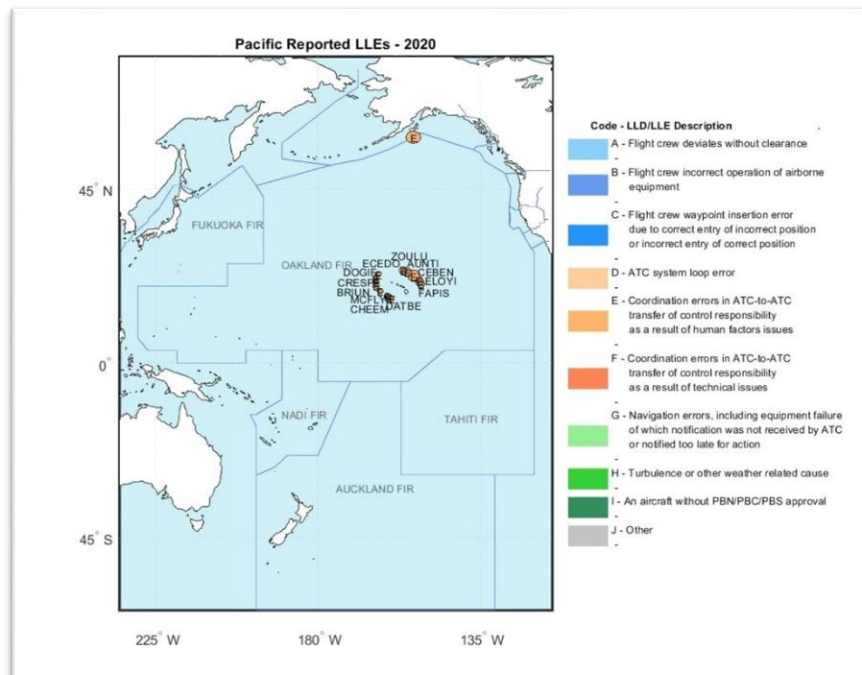 Pacific Reported LLEs - 2020
45° N
0°
45° S
225° W
180° W
135° W
E
FUKUOKA FIR
OAKLAND FIR
ZOULU
ECEDO
AUNTI
DOGIF
CEBEN
ELOYI
BRIUN
FAPIS
MCFLY
DATBE
CHEEM
NADI FIR
TAHITI FIR
AUCKLAND FIR
Code - LLD/LLE Description
A - Flight crew deviates without clearance
-
B - Flight crew incorrect operation of airborne
equipment
-
C - Flight crew waypoint insertion error
due to correct entry of incorrect position
or incorrect entry of correct position
-
D - ATC system loop error
-
E - Coordination errors in ATC-to-ATC
transfer of control responsibility
as a result of human factors issues
-
F - Coordination errors in ATC-to-ATC
transfer of control responsibility
as a result of technical issues
-
G - Navigation errors, including equipment failure
of which notification was not received by ATC
or notified too late for action
-
H - Turbulence or other weather related cause
-
I - An aircraft without PBN/PBC/PBS approval
-
J - Other
-